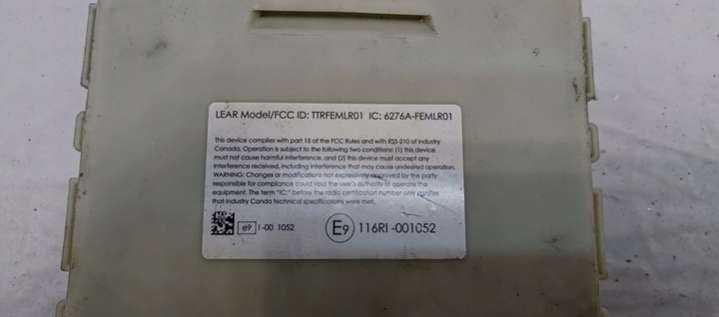 LEAR Model/FCC ID: TTRFEMLR01 IC: 6276A-FEMLR01
This device complies with part 15 of the FCC Rules and with RSS-210 of Industry
Canada. Operation is subject to the following two conditions: (1) this device
must not cause harmful interference, and (2) this device must accept any
interference received, including interference that may cause undesired operation.
WARNING: Changes or modifications not expressively approved by the party
responsible for compliance could void the user's authority to operate the
equipment. The term "IC:" before the radio certification number only signifies
that Industry Canda technical specifications were met.
e9 I-00 1052
E9 116RI-001052